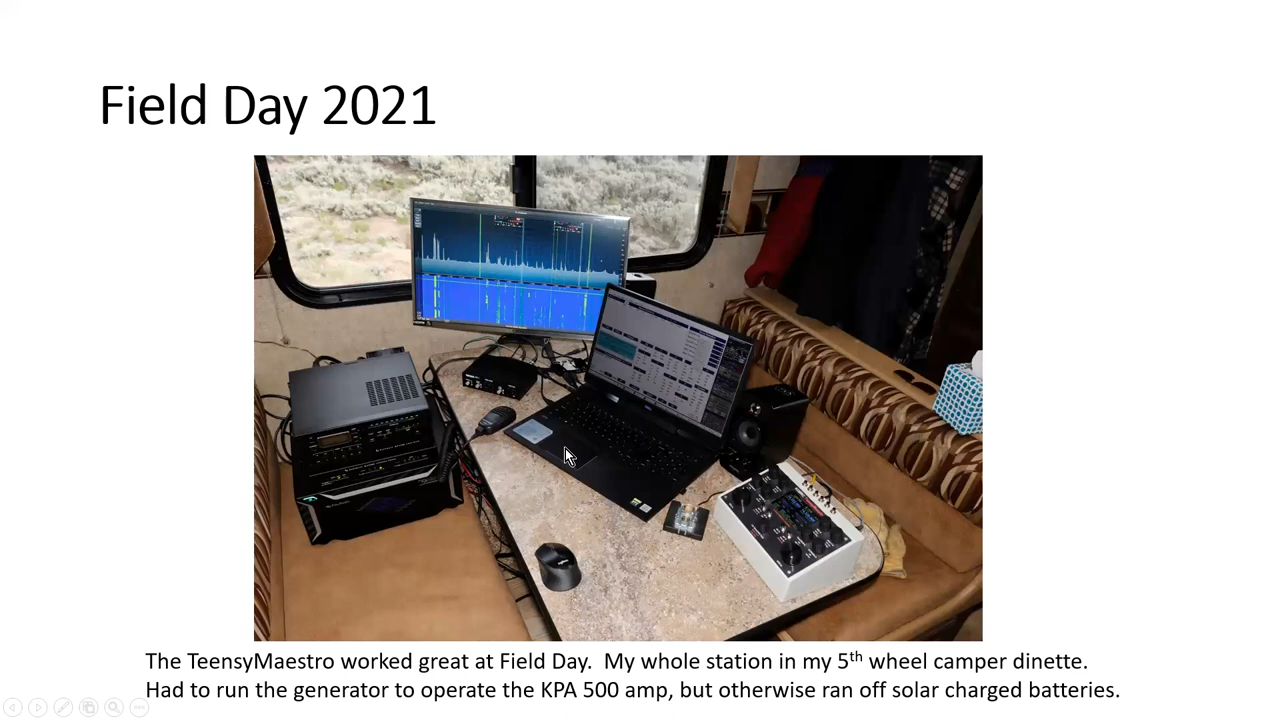 Field Day 2021
The TeensyMaestro worked great at Field Day.  My whole station in my 5th wheel camper dinette.
Had to run the generator to operate the KPA 500 amp, but otherwise ran off solar charged batteries.